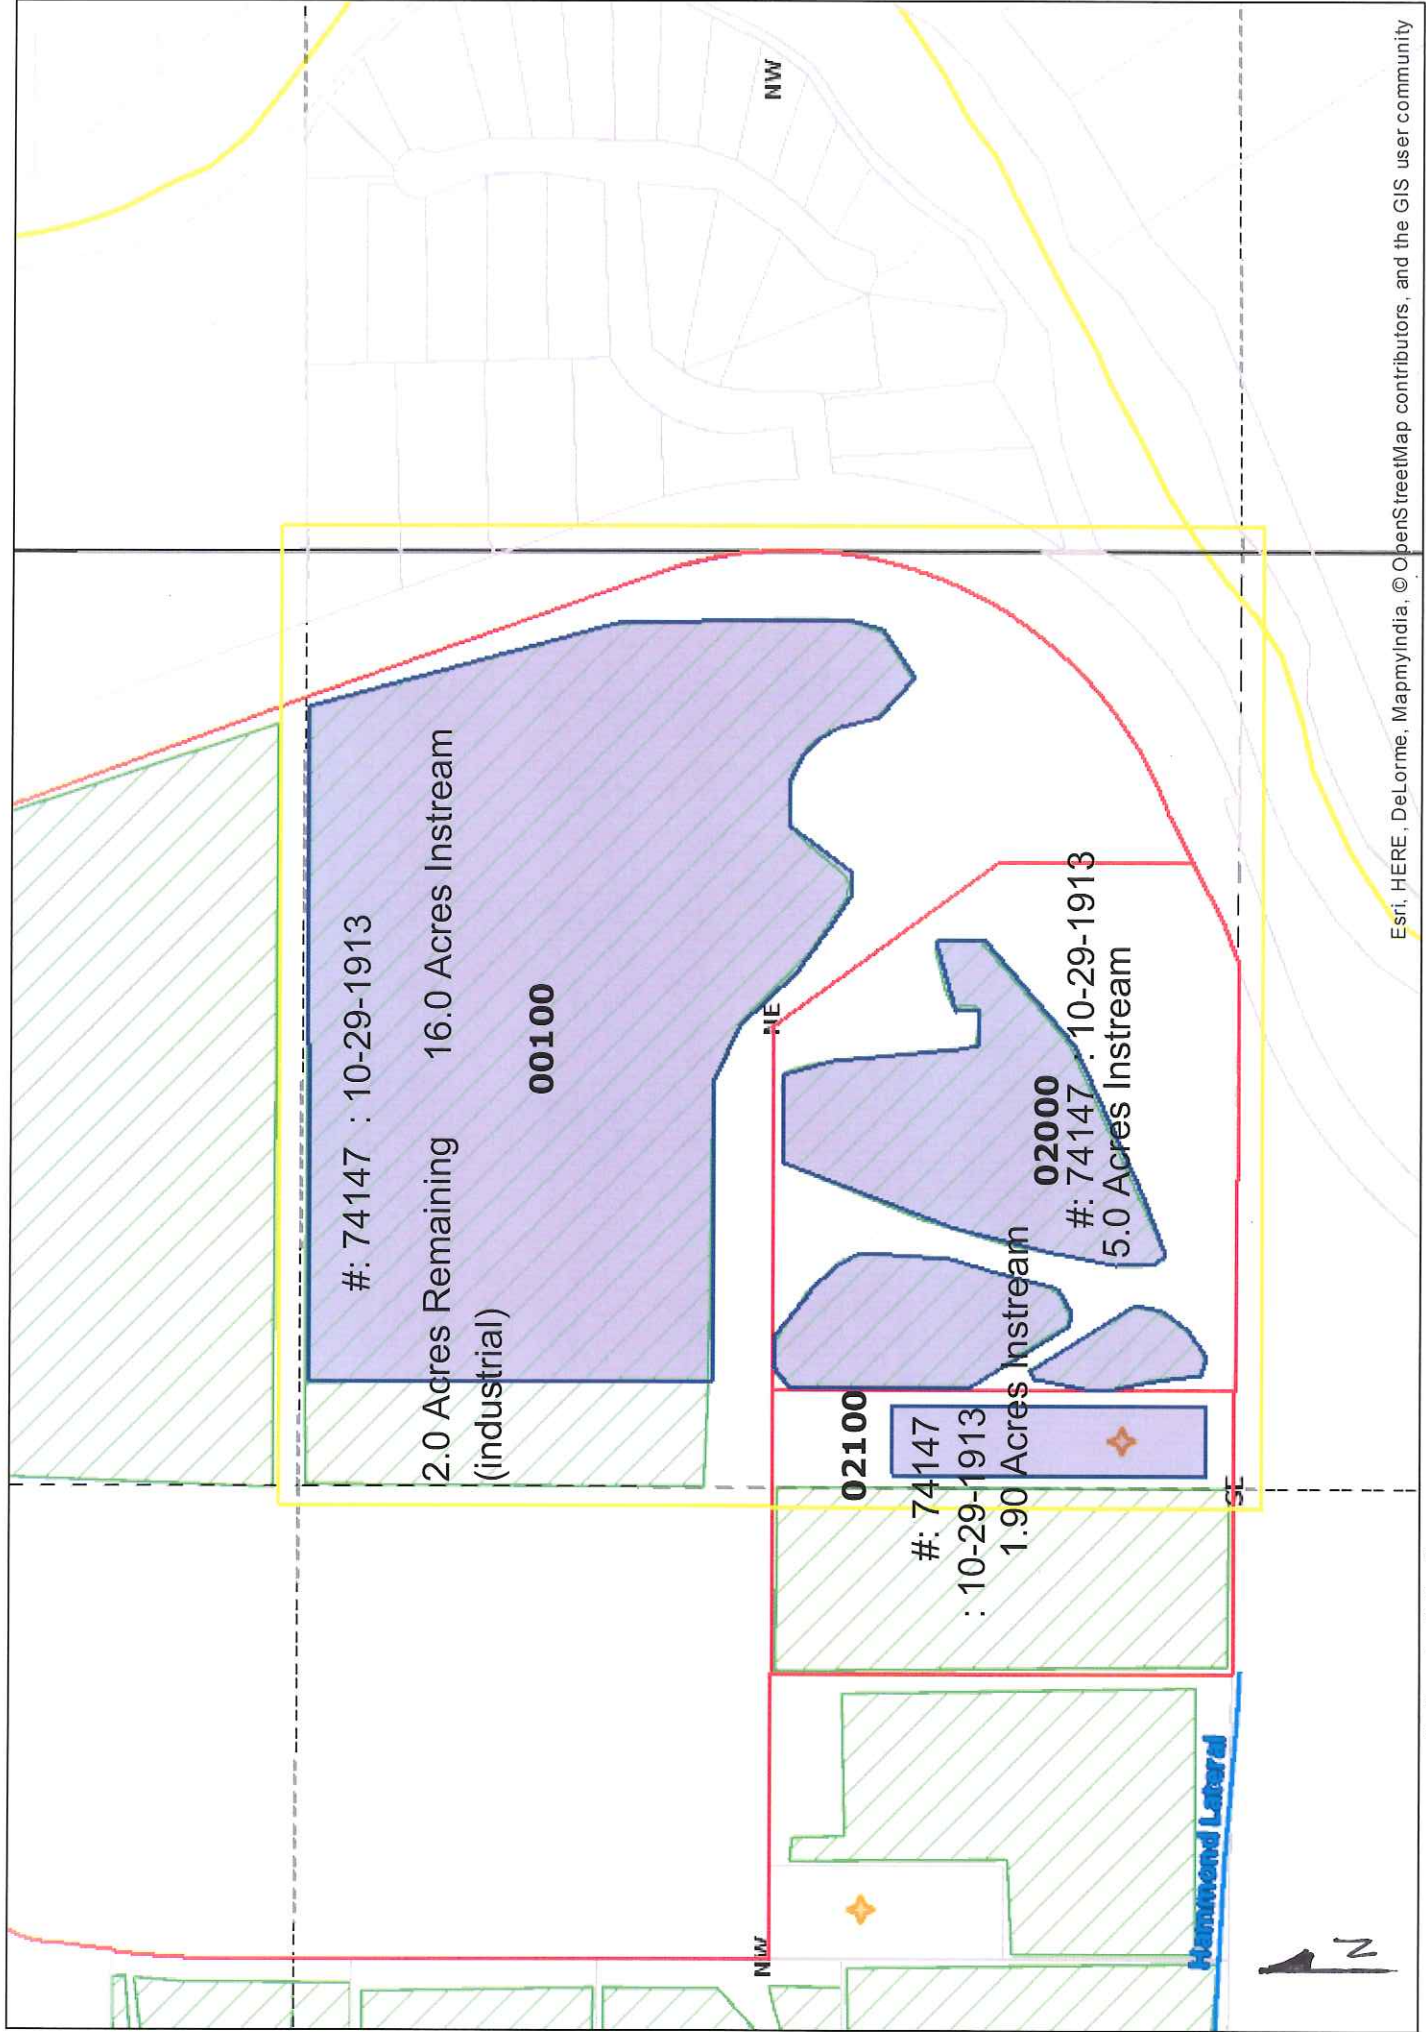 NW
#: 74147 : 10-29-1913
2.0 Acres Remaining
(industrial)
16.0 Acres Instream
00100
NE
02000
#: 74147 : 10-29-1913
5.0 Acres Instream
02100
#: 74147
: 10-29-1913
1.90 Acres Instream
SE
NW
Hammond Lateral
N
Esri, HERE, DeLorme, MapmyIndia, © OpenStreetMap contributors, and the GIS user community